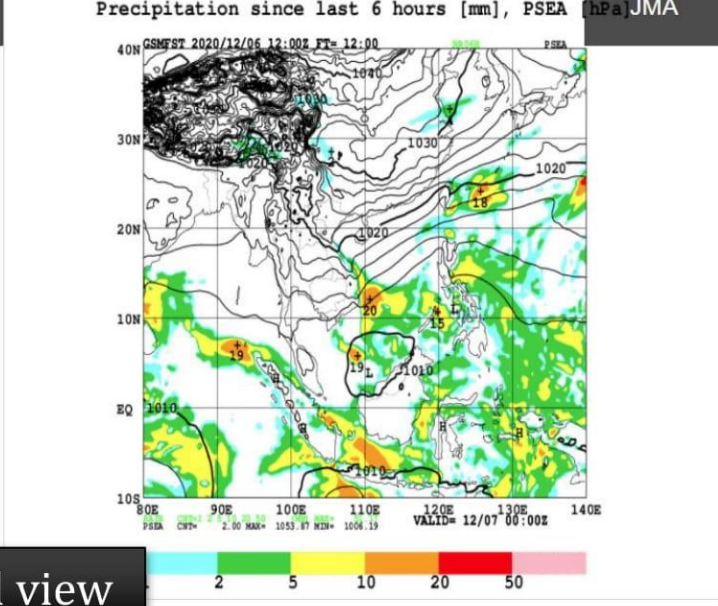 Precipitation since last 6 hours [mm], PSEA [hPa]
JMA
GSMFST 2020/12/06 12:00Z FT= 12:00
PSEA
40N
1040
30N
1030
1020
1020
18
20N
1020
20
15
L
10N
19
19
L
1010
H
EQ
1010
H
H
H
1010
10S
80E 90E 100E 110E 120E 130E 140E
PSEA CNT= 2.00 MAX= 1053.87 MIN= 1006.19
VALID= 12/07 00:00Z
2 5 10 20 50
view